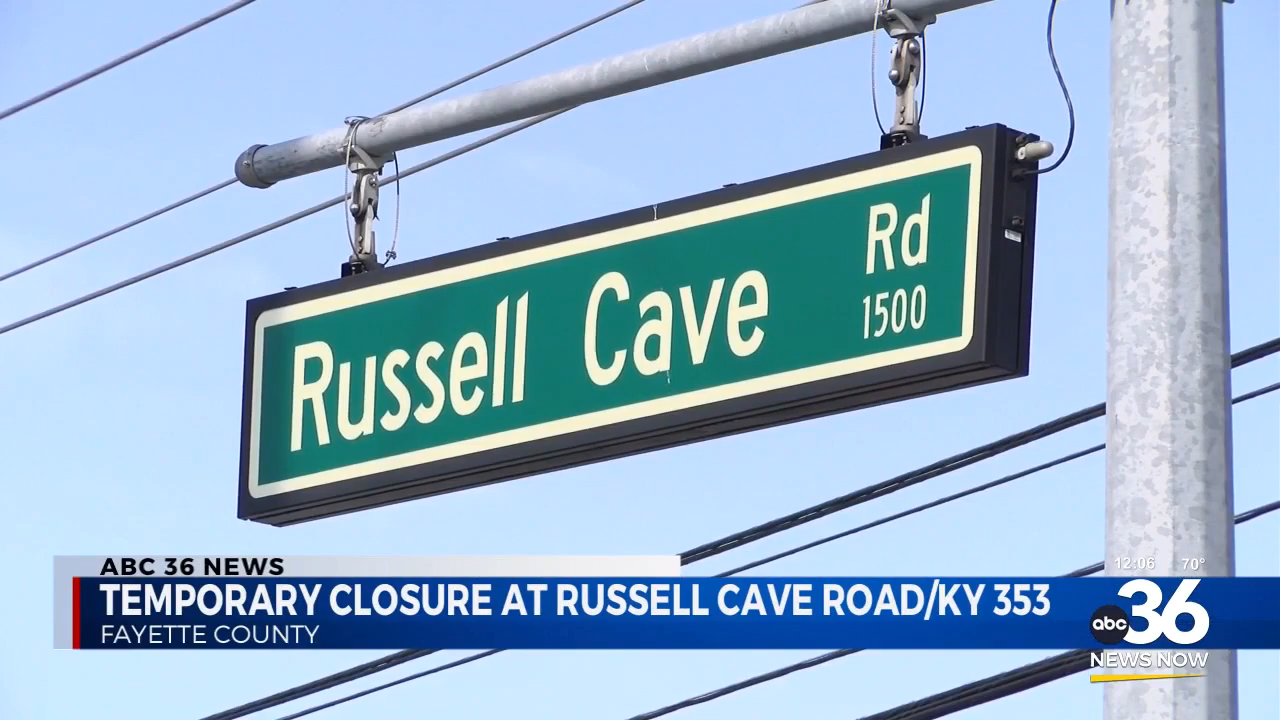 Russell Cave Rd
1500
ABC 36 NEWS
TEMPORARY CLOSURE AT RUSSELL CAVE ROAD/KY 353
FAYETTE COUNTY
12:06 70°
abc 36
NEWS NOW